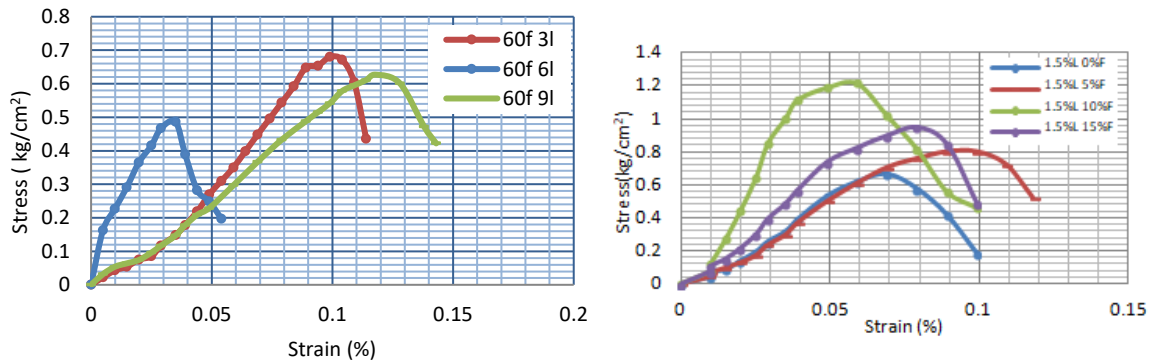 0.8
0.7
0.6
0.5
0.4
0.3
0.2
0.1
0
Stress ( kg/cm²)
0 0.05 0.1 0.15 0.2
Strain (%)
60f 3l
60f 6l
60f 9l
1.4
1.2
1
0.8
0.6
0.4
0.2
0
Stress(kg/cm²)
0 0.05 0.1 0.15
Strain (%)
1.5%L 0%F
1.5%L 5%F
1.5%L 10%F
1.5%L 15%F